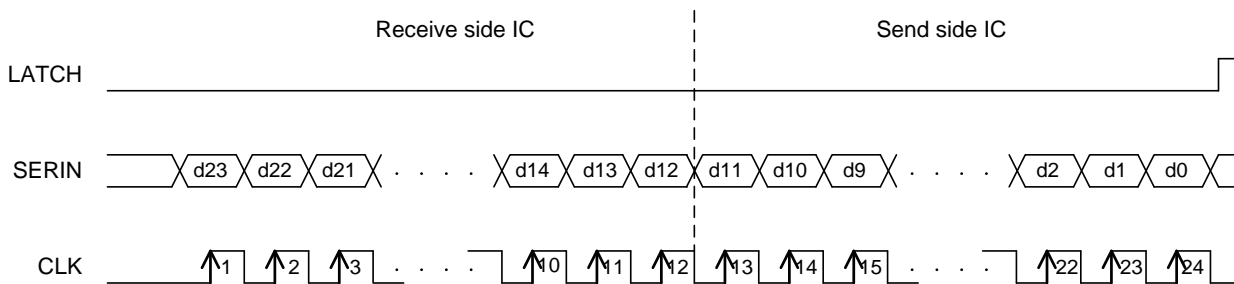 Receive side IC Send side IC
LATCH
SERIN d23 d22 d21 . . . . d14 d13 d12 d11 d10 d9 . . . . d2 d1 d0
CLK 1 2 3 . . . . 10 11 12 13 14 15 . . . . 22 23 24